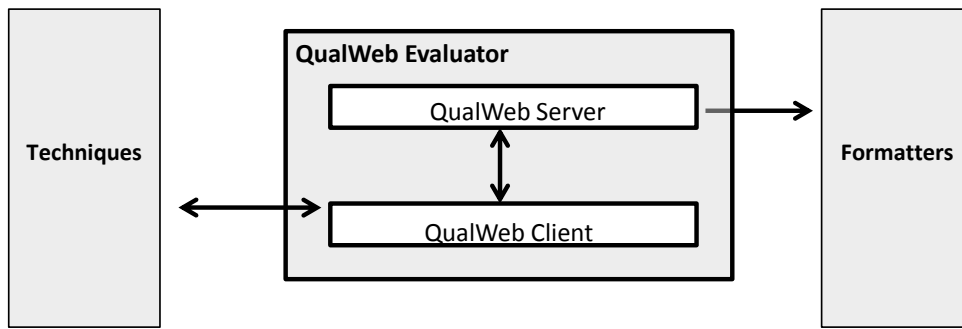 QualWeb Evaluator
QualWeb Server
Techniques
Formatters
QualWeb Client